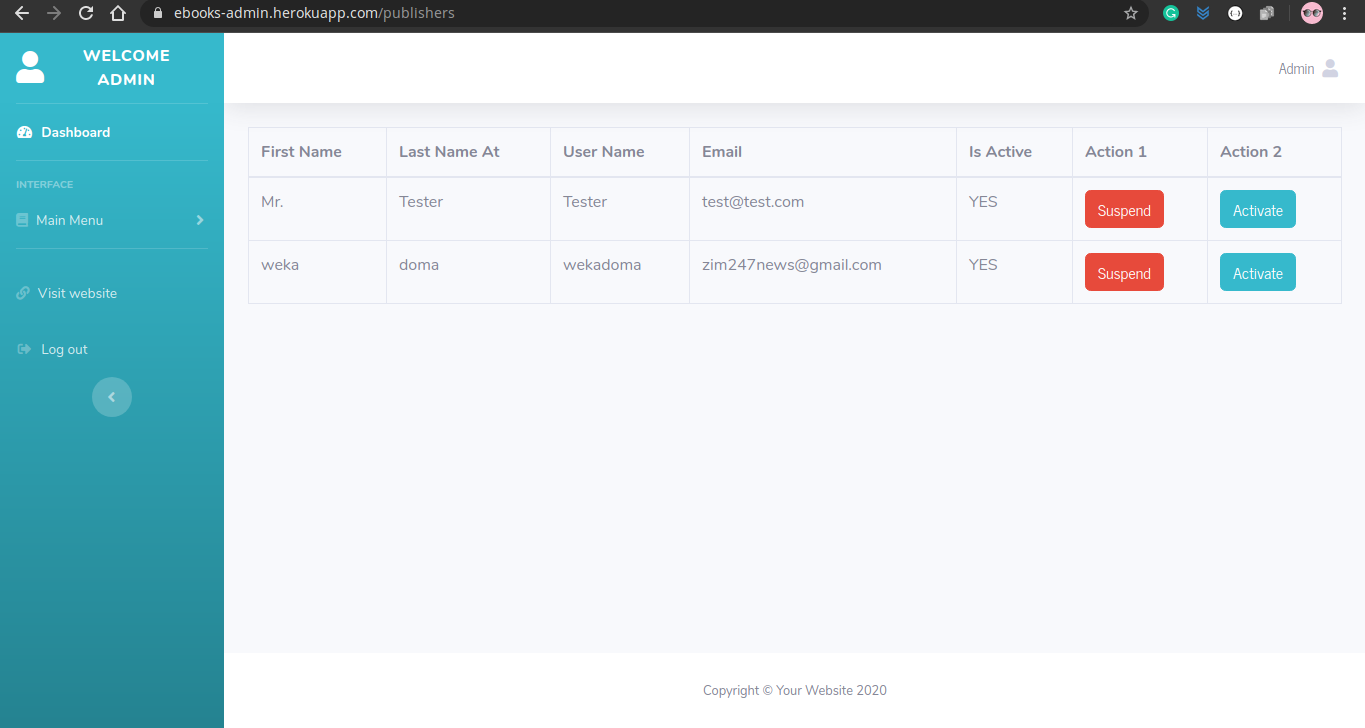 ebooks-admin.herokuapp.com/publishers
WELCOME
ADMIN
Admin
Dashboard
INTERFACE
Main Menu
Visit website
Log out
First Name Last Name At User Name Email Is Active Action 1 Action 2
Mr. Tester Tester test@test.com YES Suspend Activate
weka doma wekadoma zim247news@gmail.com YES Suspend Activate
Copyright © Your Website 2020